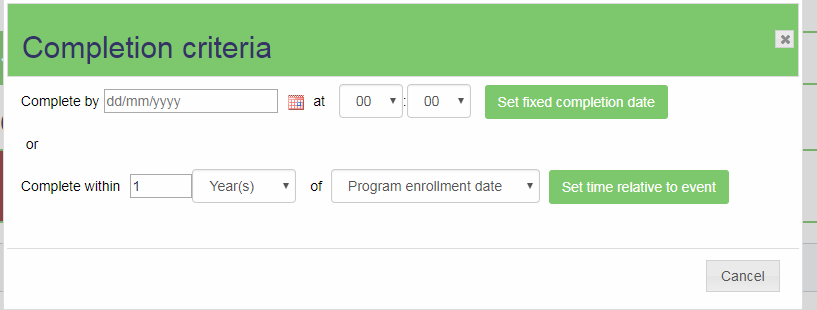 Completion criteria
Complete by dd/mm/yyyy at 00 : 00 Set fixed completion date
or
Complete within 1 Year(s) of Program enrollment date Set time relative to event
Cancel